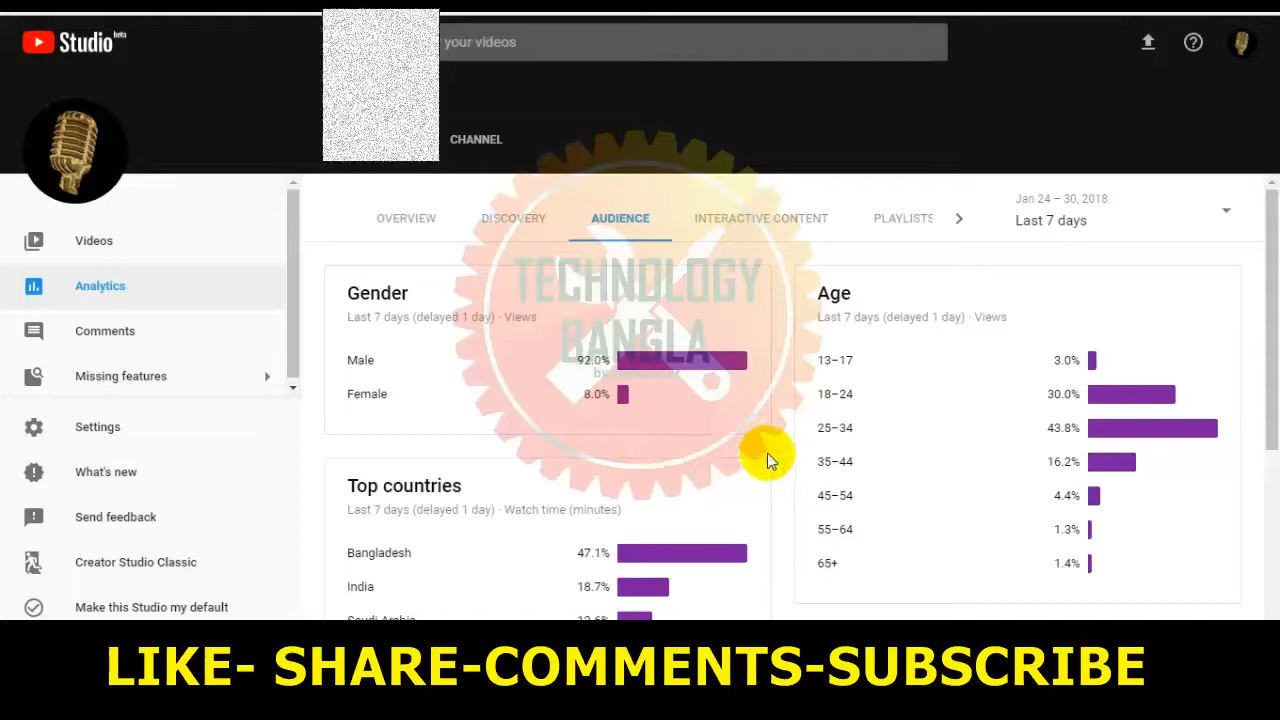 Studio beta
your videos
CHANNEL
Videos
Analytics
Comments
Missing features
Settings
What's new
Send feedback
Creator Studio Classic
Make this Studio my default
OVERVIEW DISCOVERY AUDIENCE INTERACTIVE CONTENT PLAYLISTS
Jan 24 – 30, 2018
Last 7 days
Gender
Last 7 days (delayed 1 day) · Views
Male 92.0%
Female 8.0%
Top countries
Last 7 days (delayed 1 day) · Watch time (minutes)
Bangladesh 47.1%
India 18.7%
Saudi Arabia 12.6%
Age
Last 7 days (delayed 1 day) · Views
13–17 3.0%
18–24 30.0%
25–34 43.8%
35–44 16.2%
45–54 4.4%
55–64 1.3%
65+ 1.4%
TECHNOLOGY
BANGLA
LIKE- SHARE-COMMENTS-SUBSCRIBE